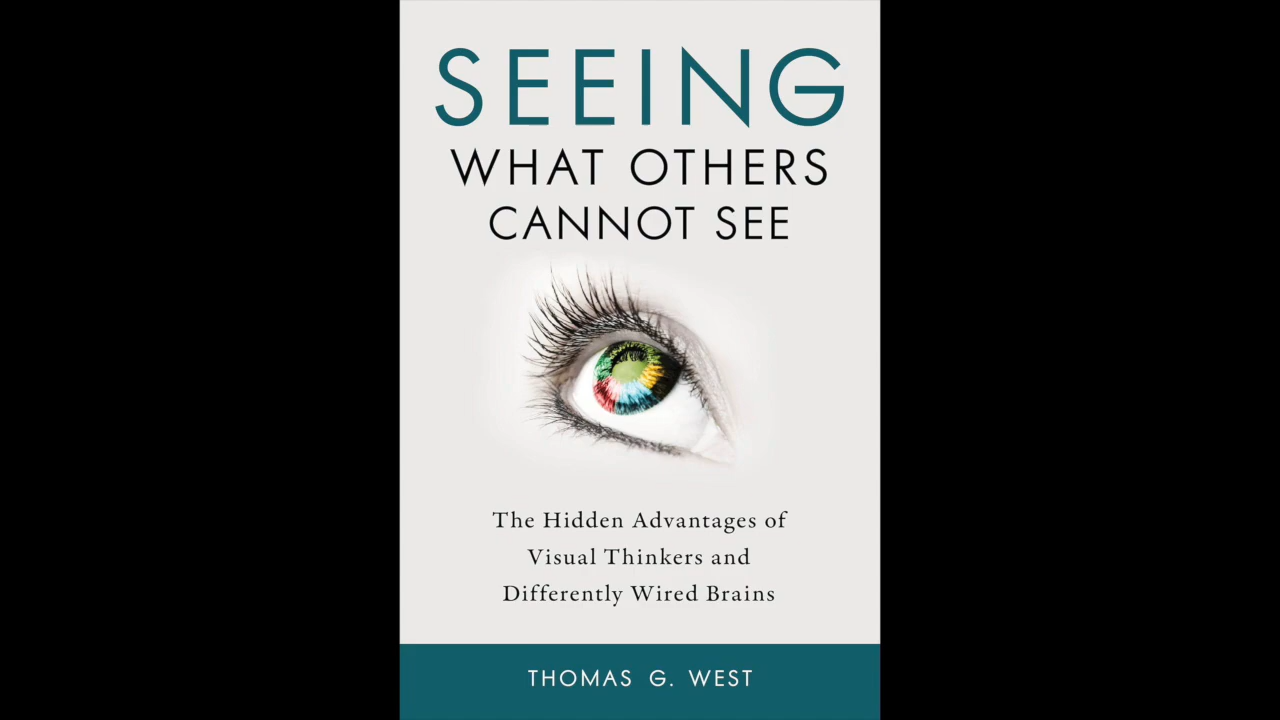 SEEING
WHAT OTHERS
CANNOT SEE
The Hidden Advantages of
Visual Thinkers and
Differently Wired Brains
THOMAS G. WEST